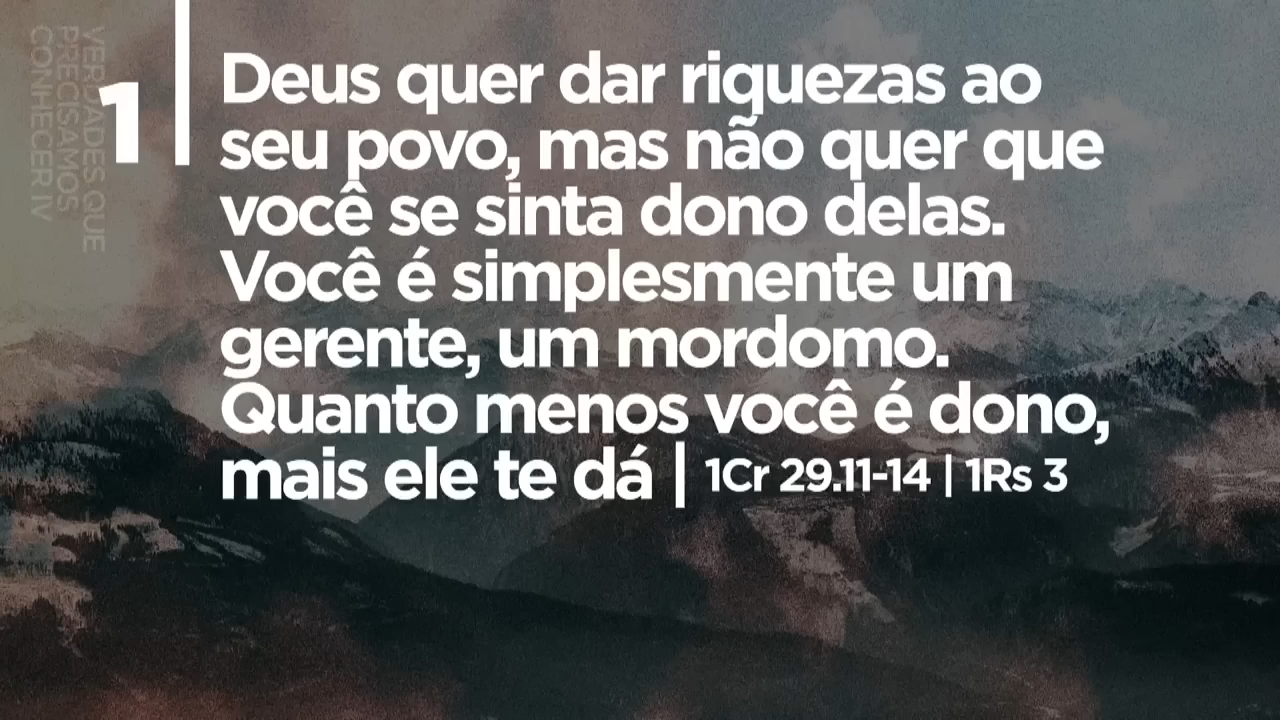 VERDADES QUE
PRECISAMOS
CONHECER IV
1
Deus quer dar riquezas ao
seu povo, mas não quer que
você se sinta dono delas.
Você é simplesmente um
gerente, um mordomo.
Quanto menos você é dono,
mais ele te dá | 1Cr 29.11-14 | 1Rs 3